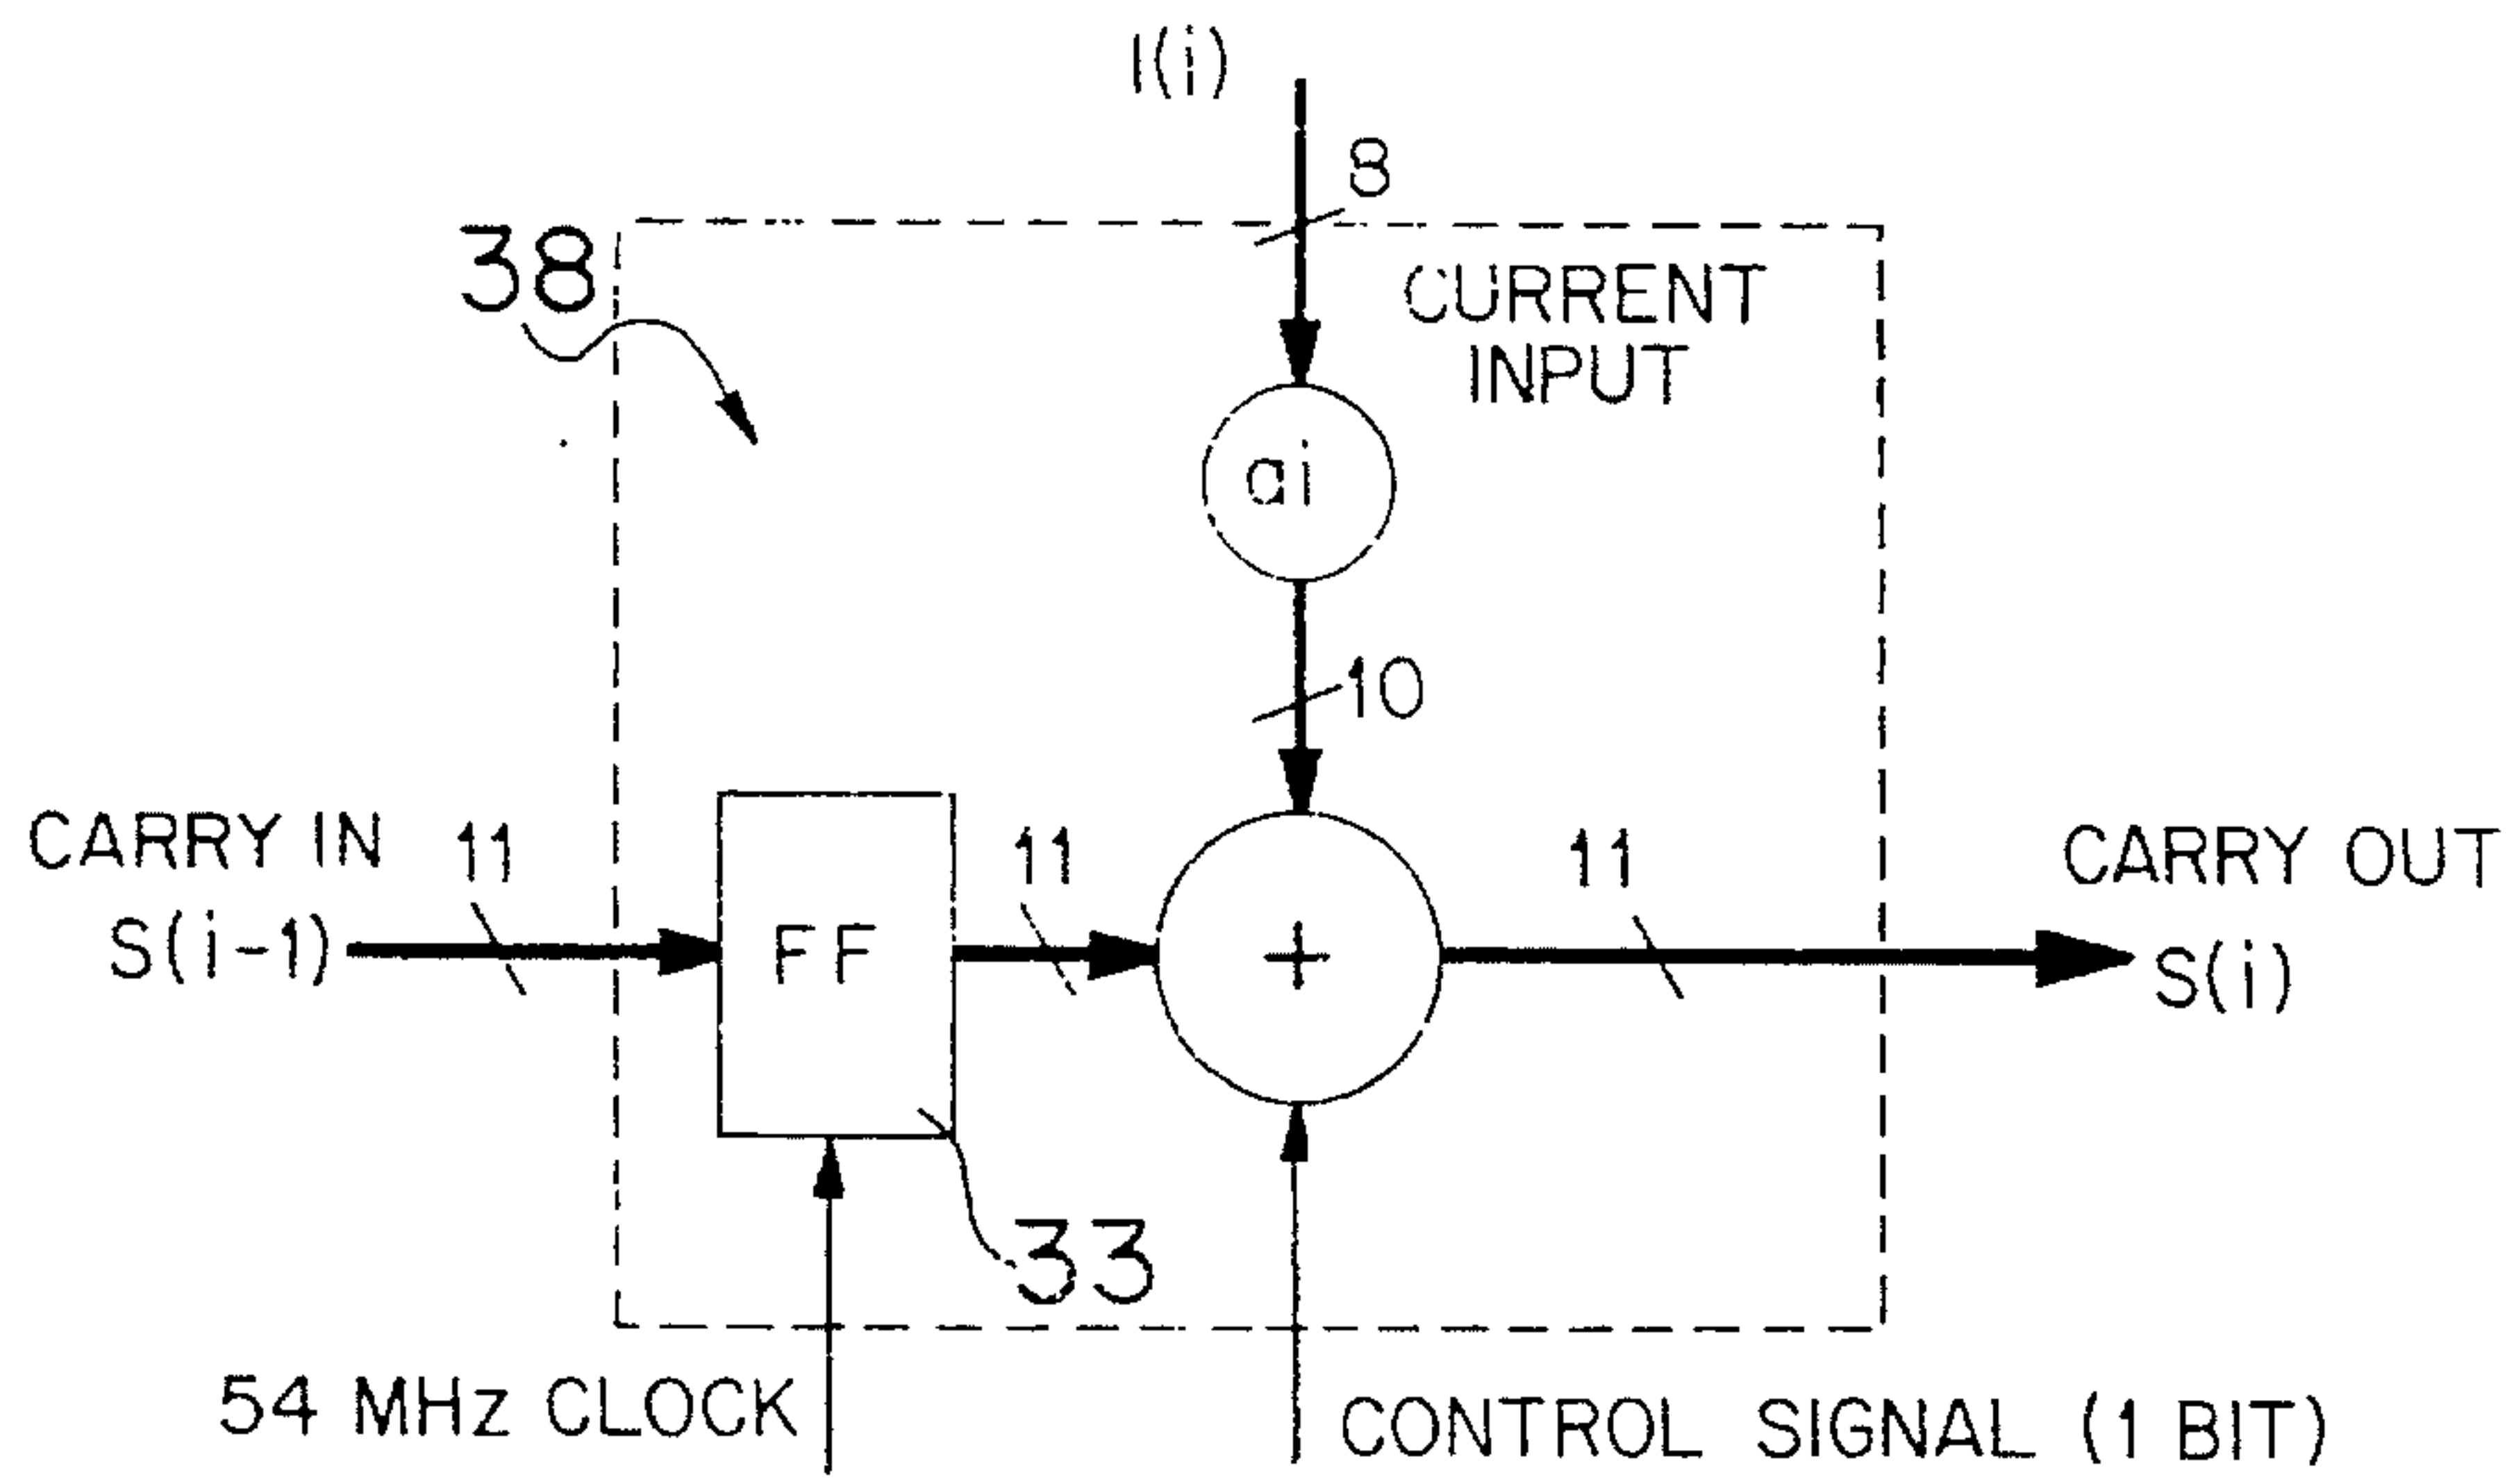 I(i)
8
38
CURRENT
INPUT
ai
10
CARRY IN
11
11
11
CARRY OUT
S(i-1)
FF
+
S(i)
33
54 MHz CLOCK
CONTROL SIGNAL (1 BIT)